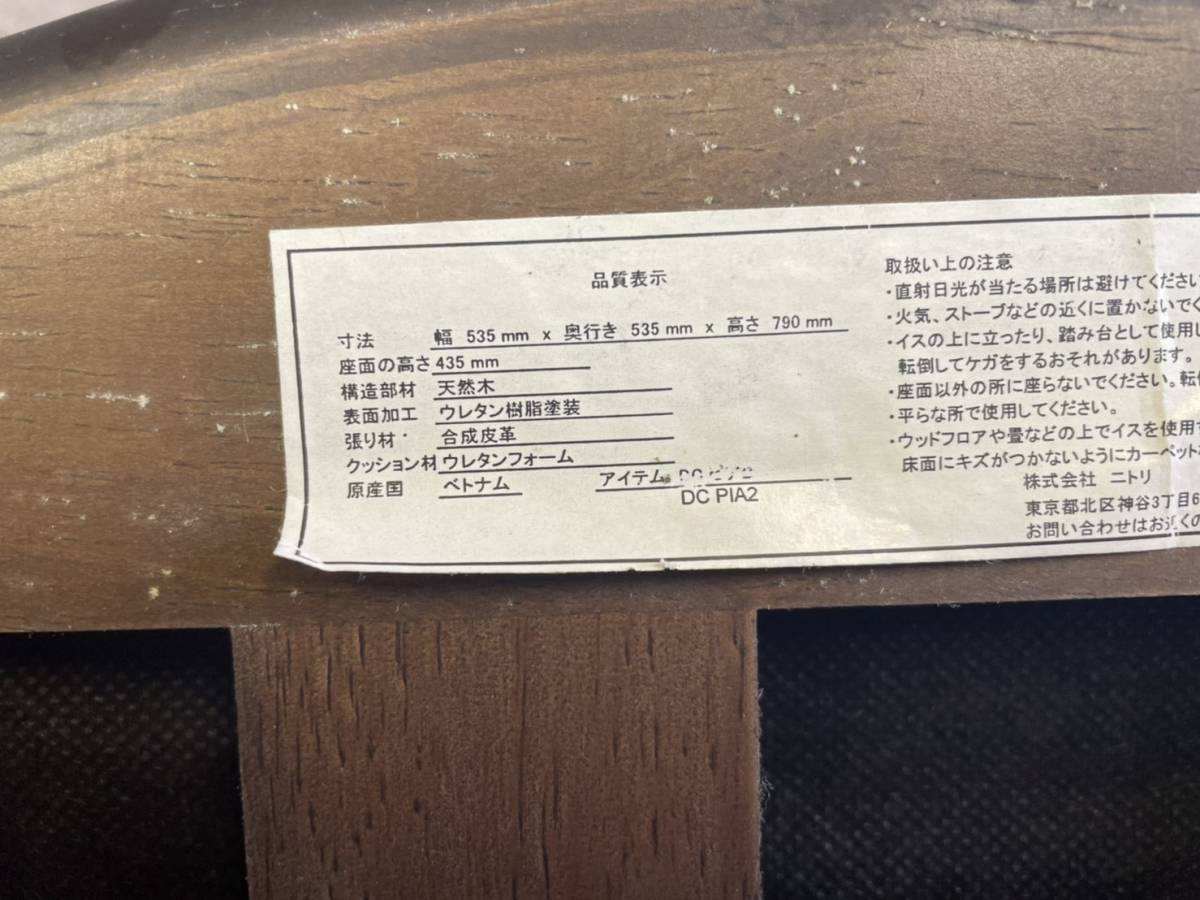 品質表示
寸法 幅 535 mm x 奥行き 535 mm x 高さ 790 mm
座面の高さ 435 mm
構造部材 天然木
表面加工 ウレタン樹脂塗装
張り材 合成皮革
クッション材 ウレタンフォーム
原産国 ベトナム
アイテム
DC PIA2
取扱い上の注意
・直射日光が当たる場所は避けてください
・火気、ストーブなどの近くに置かないでく
・イスの上に立ったり、踏み台として使用し
転倒してケガをするおそれがあります。
・座面以外の所に座らないでください。転
・平らな所で使用してください。
・ウッドフロアや畳などの上でイスを使用す
床面にキズがつかないようにカーペット
株式会社 ニトリ
東京都北区神谷3丁目6
お問い合わせはお近くの